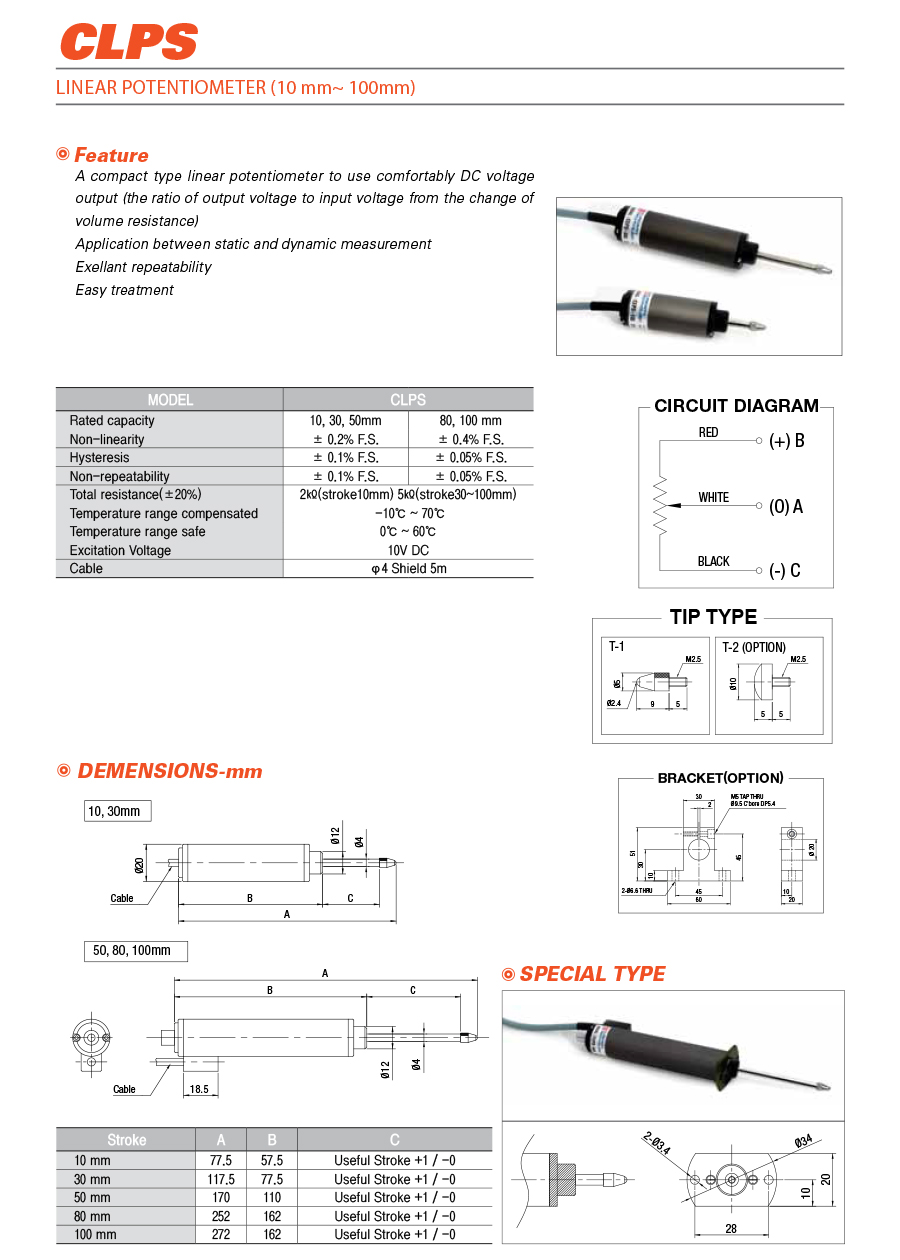 CLPS
LINEAR POTENTIOMETER (10 mm~ 100mm)
Feature
A compact type linear potentiometer to use comfortably DC voltage
output (the ratio of output voltage to input voltage from the change of
volume resistance)
Application between static and dynamic measurement
Exellant repeatability
Easy treatment
MODEL CLPS
Rated capacity 10, 30, 50mm 80, 100 mm
Non-linearity ± 0.2% F.S. ± 0.4% F.S.
Hysteresis ± 0.1% F.S. ± 0.05% F.S.
Non-repeatability ± 0.1% F.S. ± 0.05% F.S.
Total resistance(±20%) 2kΩ(stroke10mm) 5kΩ(stroke30~100mm)
Temperature range compensated -10℃ ~ 70℃
Temperature range safe 0℃ ~ 60℃
Excitation Voltage 10V DC
Cable φ4 Shield 5m
CIRCUIT DIAGRAM
RED (+) B
WHITE (0) A
BLACK (-) C
TIP TYPE
T-1
M2.5
Ø5
Ø2.4
9 5
T-2 (OPTION)
M2.5
Ø10
5 5
DEMENSIONS-mm
10, 30mm
Ø20
Ø12
Ø4
Cable
B C
A
BRACKET(OPTION)
30
2
M5 TAP THRU
Ø9.5 C'bore DP5.4
51
30
10
45
2-Ø6.6 THRU
45
60
Ø 20
10
20
50, 80, 100mm
A
B C
Ø12
Ø4
Cable
18.5
SPECIAL TYPE
2-Ø3.4
Ø34
10
20
28
Stroke A B C
10 mm 77.5 57.5 Useful Stroke +1 / -0
30 mm 117.5 77.5 Useful Stroke +1 / -0
50 mm 170 110 Useful Stroke +1 / -0
80 mm 252 162 Useful Stroke +1 / -0
100 mm 272 162 Useful Stroke +1 / -0